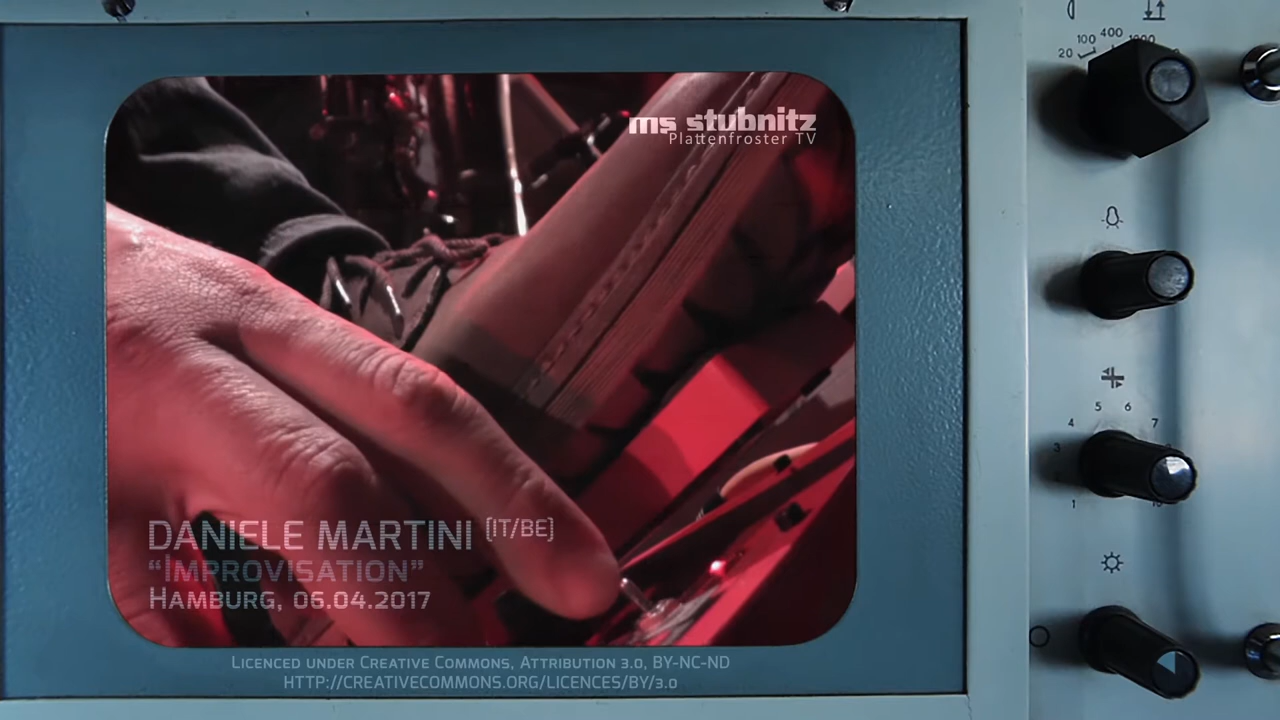 ms stubnitz
Plattenfroster TV
20 100 400 1000
5 6
4 7
3
1 10
DANIELE MARTINI (IT/BE)
“IMPROVISATION”
HAMBURG, 06.04.2017
LICENCED UNDER CREATIVE COMMONS, ATTRIBUTION 3.0, BY-NC-ND
HTTP://CREATIVECOMMONS.ORG/LICENCES/BY/3.0